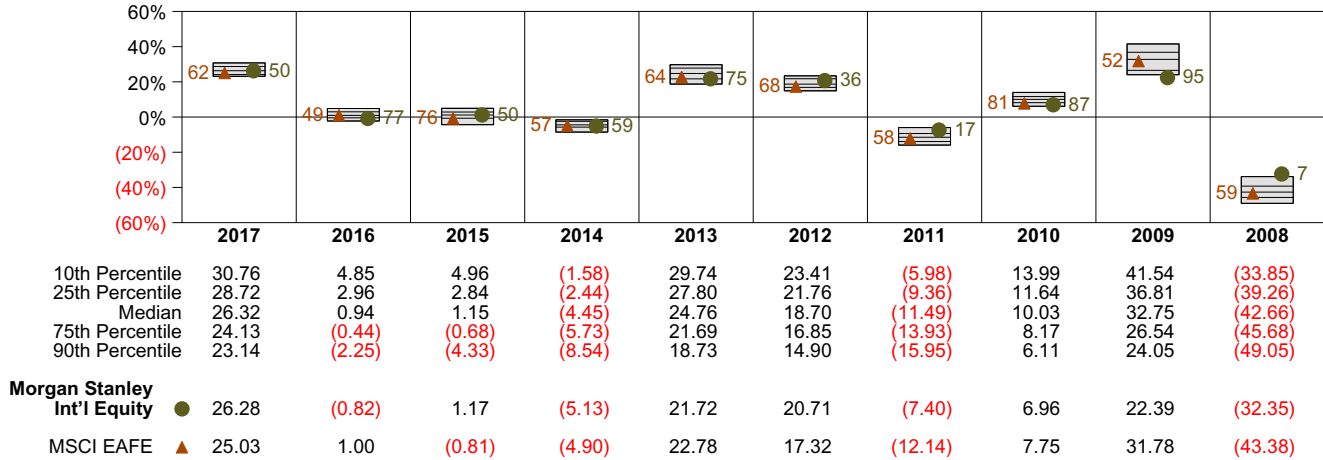 60%
40%
20%
0%
(20%)
(40%)
(60%)
62 50
49 77
76 50
57 59
64 75
68 36
58 17
81 87
52 95
59 7
2017 2016 2015 2014 2013 2012 2011 2010 2009 2008
10th Percentile 30.76 4.85 4.96 (1.58) 29.74 23.41 (5.98) 13.99 41.54 (33.85)
25th Percentile 28.72 2.96 2.84 (2.44) 27.80 21.76 (9.36) 11.64 36.81 (39.26)
Median 26.32 0.94 1.15 (4.45) 24.76 18.70 (11.49) 10.03 32.75 (42.66)
75th Percentile 24.13 (0.44) (0.68) (5.73) 21.69 16.85 (13.93) 8.17 26.54 (45.68)
90th Percentile 23.14 (2.25) (4.33) (8.54) 18.73 14.90 (15.95) 6.11 24.05 (49.05)
Morgan Stanley
Int'l Equity 26.28 (0.82) 1.17 (5.13) 21.72 20.71 (7.40) 6.96 22.39 (32.35)
MSCI EAFE 25.03 1.00 (0.81) (4.90) 22.78 17.32 (12.14) 7.75 31.78 (43.38)